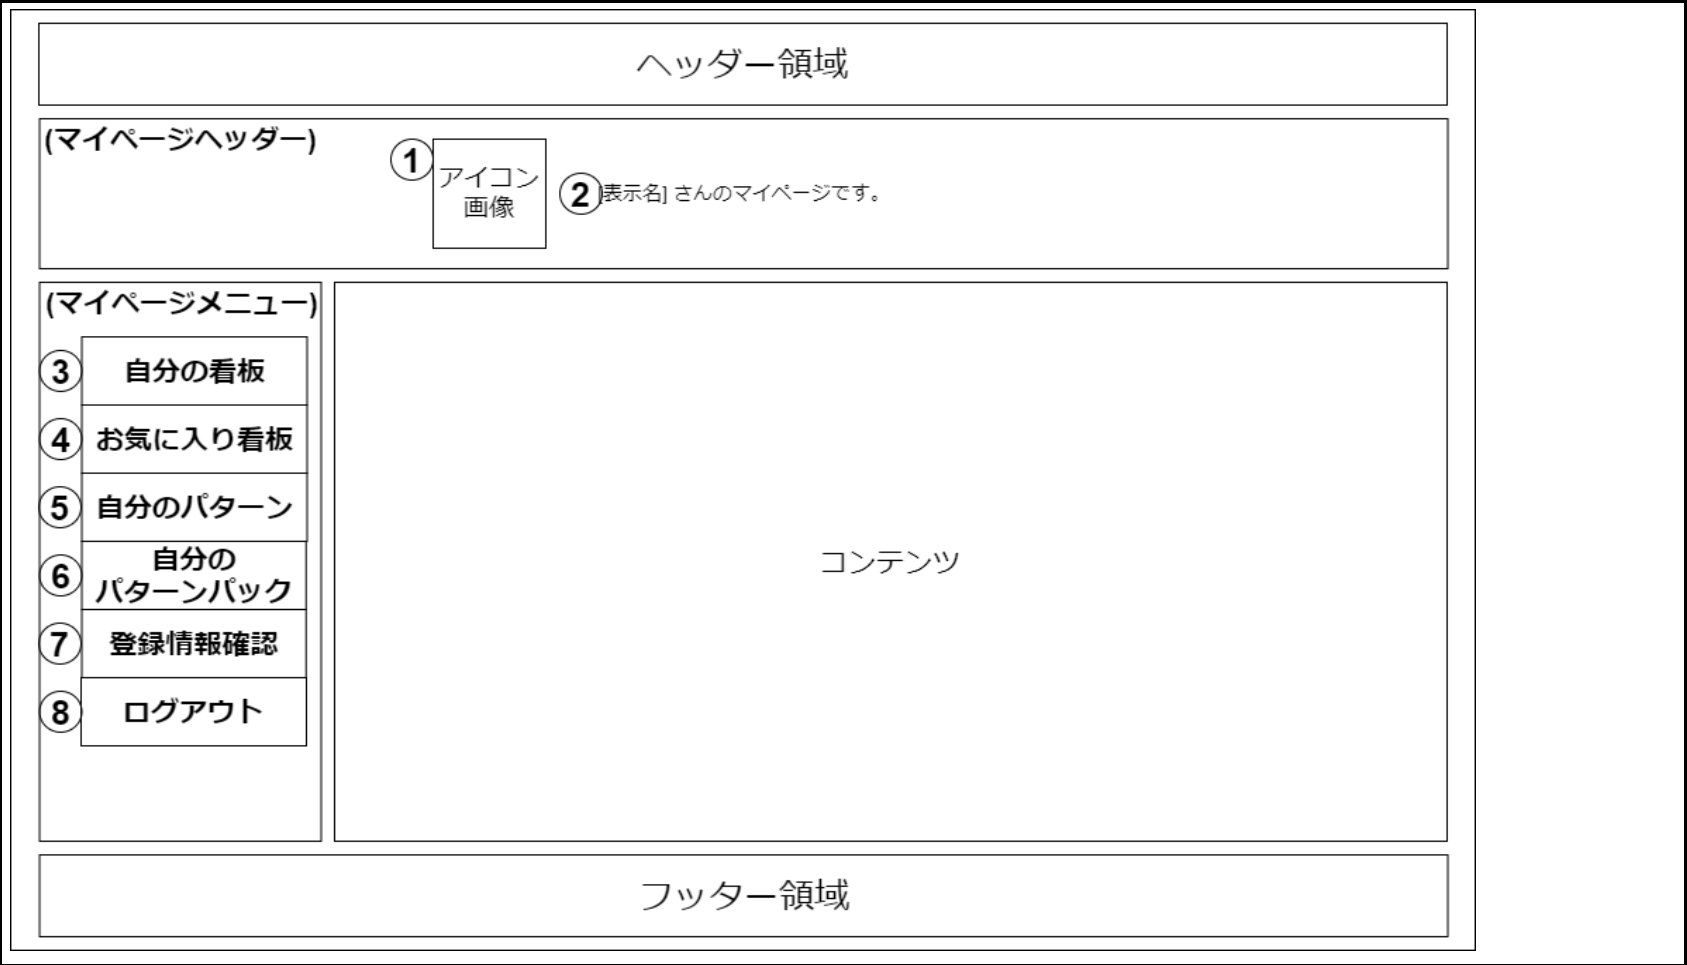 ヘッダー領域
(マイページヘッダー)
① アイコン
画像
② [表示名] さんのマイページです。
(マイページメニュー)
③ 自分の看板
④ お気に入り看板
⑤ 自分のパターン
⑥ 自分の
パターンパック
⑦ 登録情報確認
⑧ ログアウト
コンテンツ
フッター領域